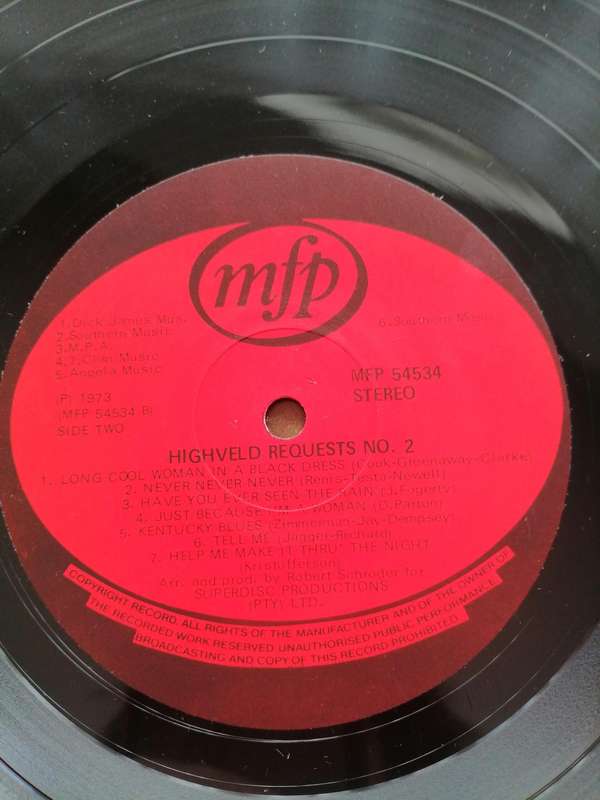 mfp
1. Dick James Music
2. Southern Music
3. M.P.A.
4. 7. Clan Music
5. Angela Music
6. Southern Music
(P) 1973
(MFP 54534 B)
SIDE TWO
MFP 54534
STEREO
HIGHVELD REQUESTS NO. 2
1. LONG COOL WOMAN IN A BLACK DRESS (Cook-Greenaway-Clarke)
2. NEVER NEVER NEVER (Renis-Testa-Newell)
3. HAVE YOU EVER SEEN THE RAIN (J. Fogerty)
4. JUST BECAUSE I'M A WOMAN (D. Parton)
5. KENTUCKY BLUES (Zimmerman-Jay-Dempsey)
6. TELL ME (Jagger-Richard)
7. HELP ME MAKE IT THRU' THE NIGHT
(Kristofferson)
Arr. and prod. by Robert Schroder for
SUPERDISC PRODUCTIONS
(PTY) LTD.
COPYRIGHT RECORD. ALL RIGHTS OF THE MANUFACTURER AND OF THE OWNER OF
THE RECORDED WORK RESERVED UNAUTHORISED PUBLIC PERFORMANCE
BROADCASTING AND COPY OF THIS RECORD PROHIBITED.